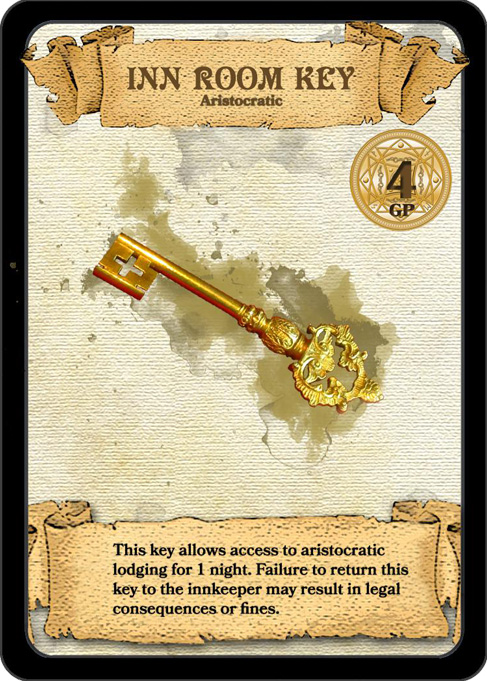 INN ROOM KEY
Aristocratic
4
GP
This key allows access to aristocratic
lodging for 1 night. Failure to return this
key to the innkeeper may result in legal
consequences or fines.